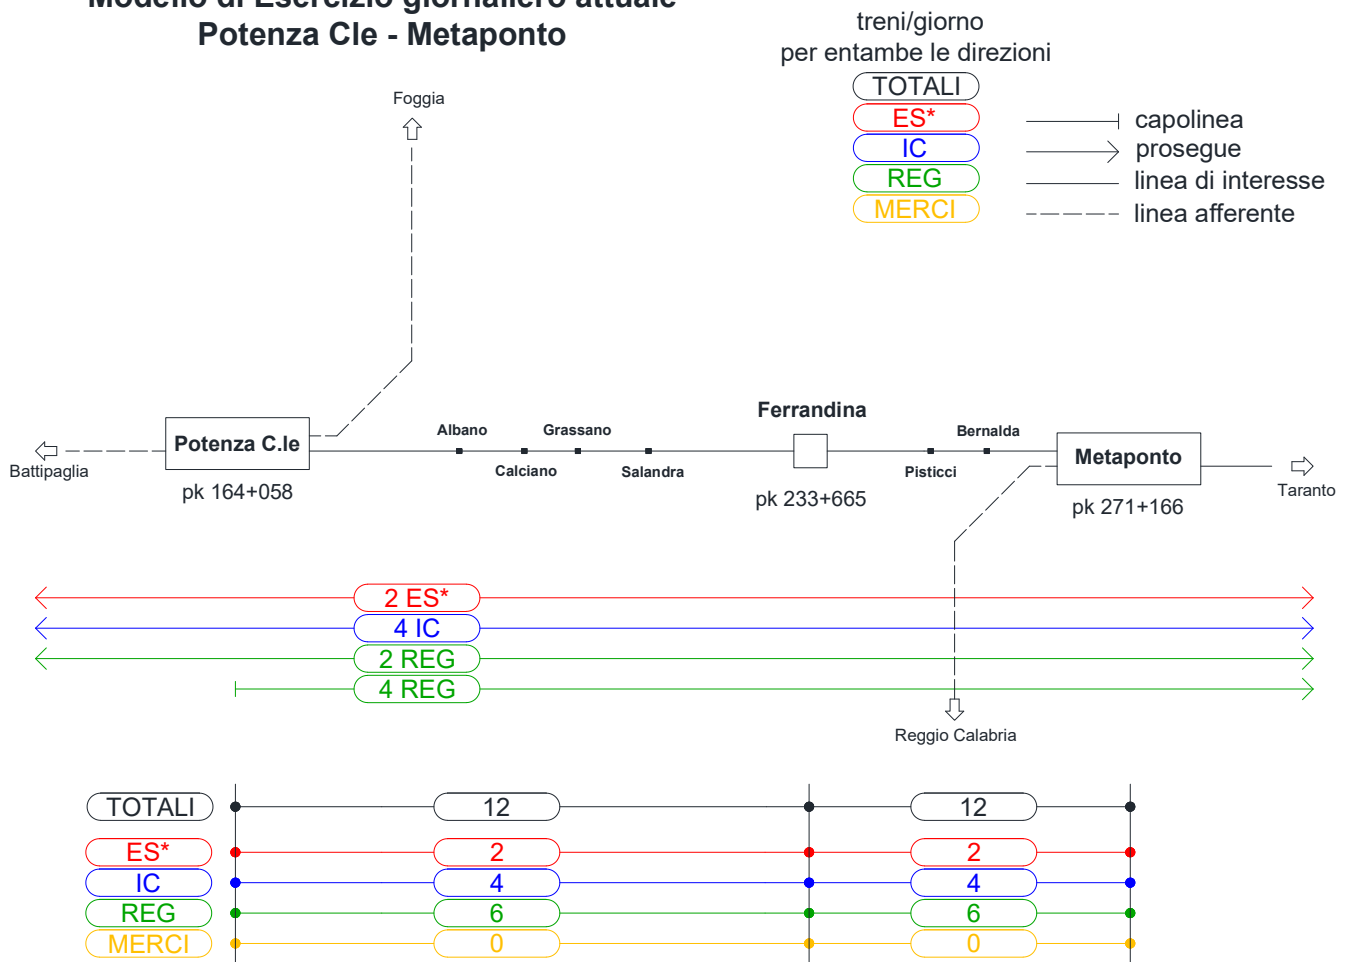 Modello di Esercizio giornaliero attuale
Potenza Cle - Metaponto
treni/giorno
per entambe le direzioni
TOTALI
ES*
IC
REG
MERCI
capolinea
prosegue
linea di interesse
linea afferente
Foggia
Battipaglia
Potenza C.le
pk 164+058
Albano
Calciano
Grassano
Salandra
Ferrandina
pk 233+665
Pisticci
Bernalda
Metaponto
pk 271+166
Taranto
2 ES*
4 IC
2 REG
4 REG
Reggio Calabria
TOTALI 12 12
ES* 2 2
IC 4 4
REG 6 6
MERCI 0 0